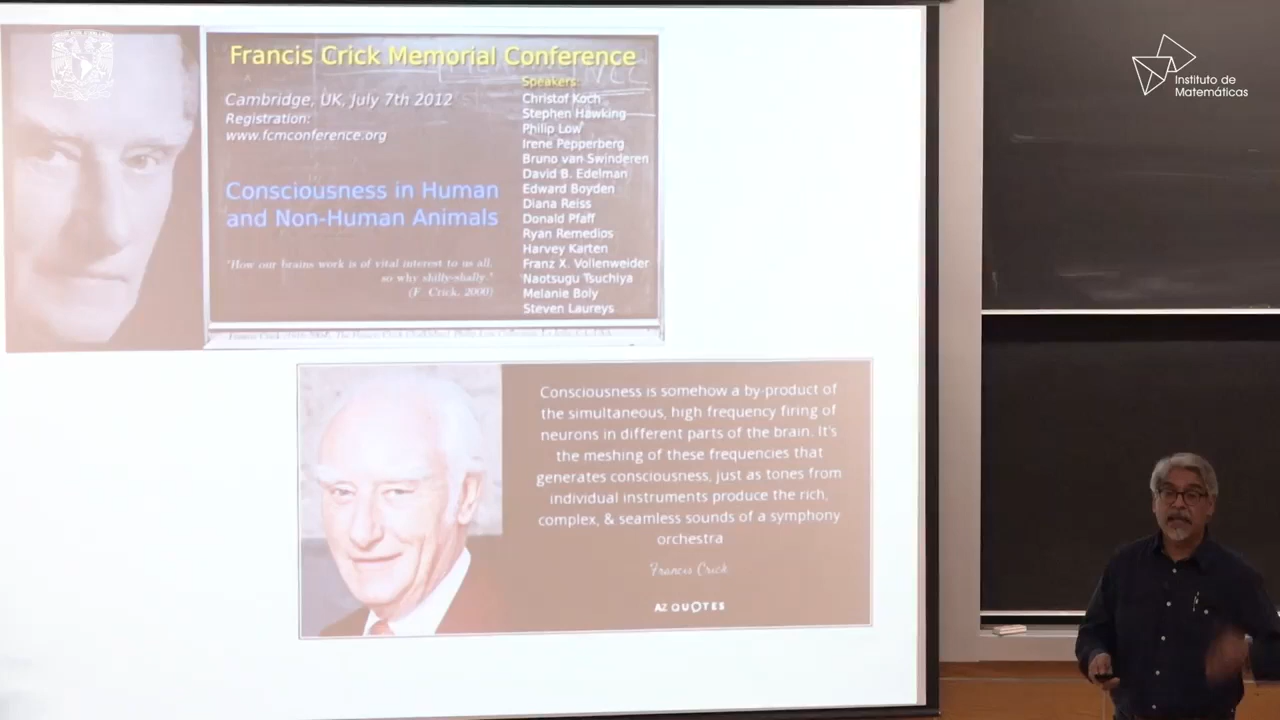 Francis Crick Memorial Conference
Cambridge, UK, July 7th 2012
Registration:
www.fcmconference.org
Consciousness in Human
and Non-Human Animals
"How our brains work is of vital interest to us all,
so why shilly-shally."
(F. Crick, 2000)
Speakers:
Christof Koch
Stephen Hawking
Philip Low
Irene Pepperberg
Bruno van Swinderen
David B. Edelman
Edward Boyden
Diana Reiss
Donald Pfaff
Ryan Remedios
Harvey Karten
Franz X. Vollenweider
Naotsugu Tsuchiya
Melanie Boly
Steven Laureys
Consciousness is somehow a by-product of
the simultaneous, high frequency firing of
neurons in different parts of the brain. It's
the meshing of these frequencies that
generates consciousness, just as tones from
individual instruments produce the rich,
complex, & seamless sounds of a symphony
orchestra
Francis Crick
AZ QUOTES
Instituto de
Matemáticas